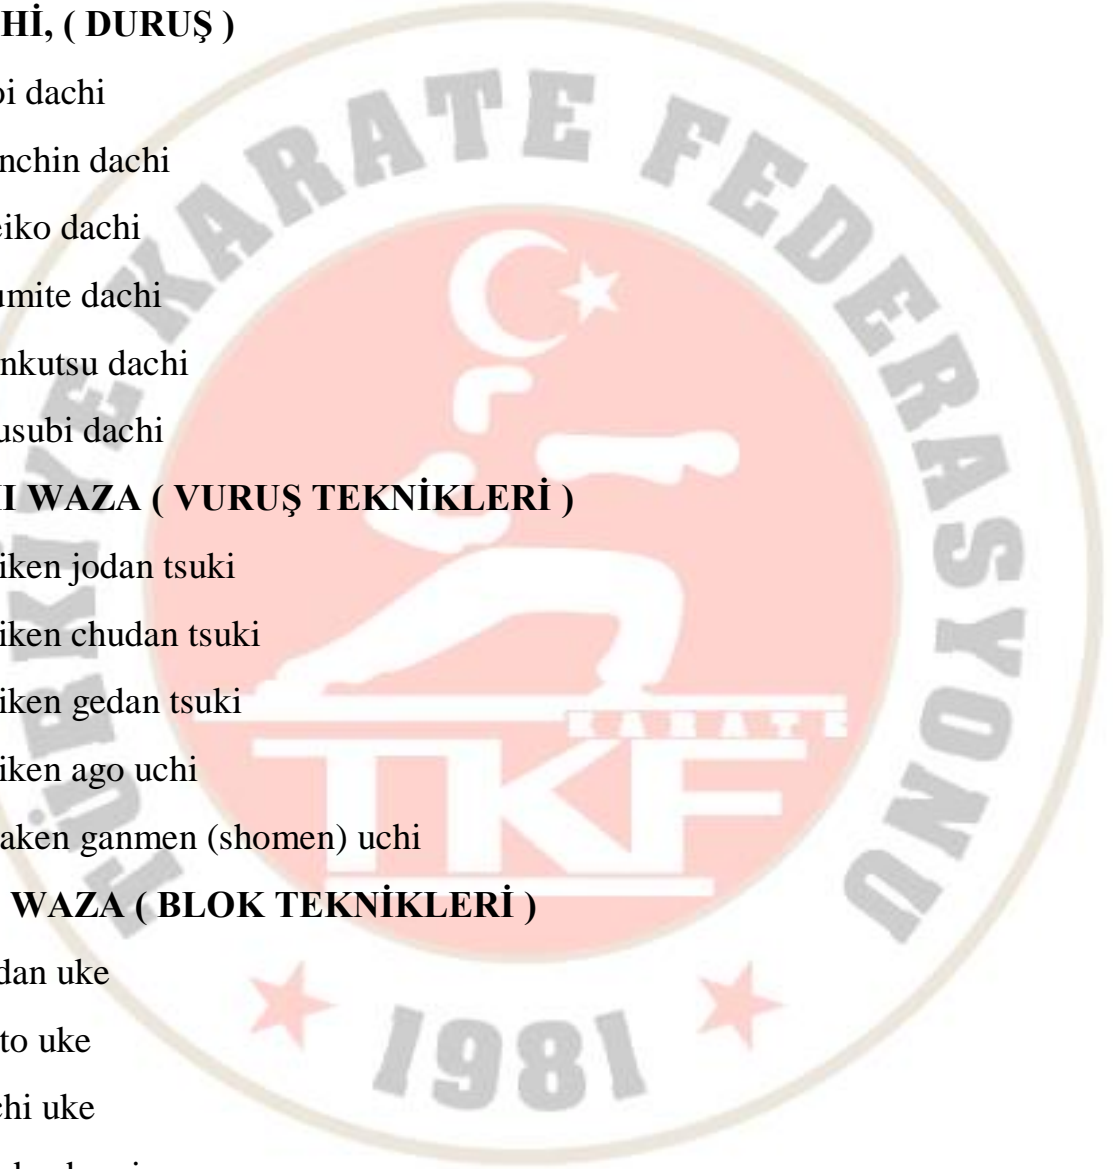 Hİ, ( DURUŞ )
oi dachi
nchin dachi
eiko dachi
umite dachi
nkutsu dachi
usubi dachi
II WAZA ( VURUŞ TEKNİKLERİ )
iken jodan tsuki
iken chudan tsuki
iken gedan tsuki
iken ago uchi
aken ganmen (shomen) uchi
WAZA ( BLOK TEKNİKLERİ )
dan uke
to uke
chi uke
TÜRKİYE KARATE FEDERASYONU
KARATE
TKF
1981